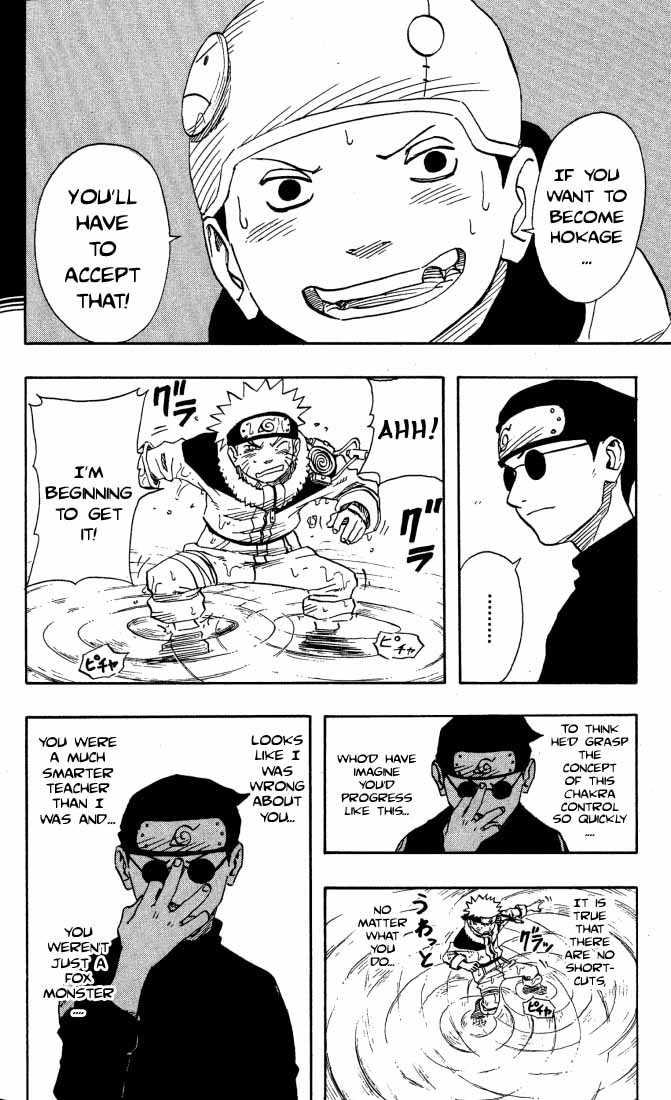 IF YOU
WANT TO
BECOME
HOKAGE
...
YOU'LL
HAVE
TO
ACCEPT
THAT!
.........
AHH!
グラ
グラ
I'M
BEGINNING
TO GET
IT!
ピチャ
ピチャ
TO THINK
HE'D GRASP
THE
CONCEPT
OF THIS
CHAKRA
CONTROL
SO QUICKLY
....
WHO'D HAVE
IMAGINE
YOU'D
PROGRESS
LIKE THIS...
IT IS
TRUE
THAT
THERE
ARE NO
SHORT-
CUTS,
NO
MATTER
WHAT
YOU
DO...
うわっと
グラッ
ピチャ
LOOKS
LIKE I
WAS
WRONG
ABOUT
YOU...
YOU WERE
A MUCH
SMARTER
TEACHER
THAN I
WAS AND...
YOU
WEREN'T
JUST A
FOX
MONSTER
....